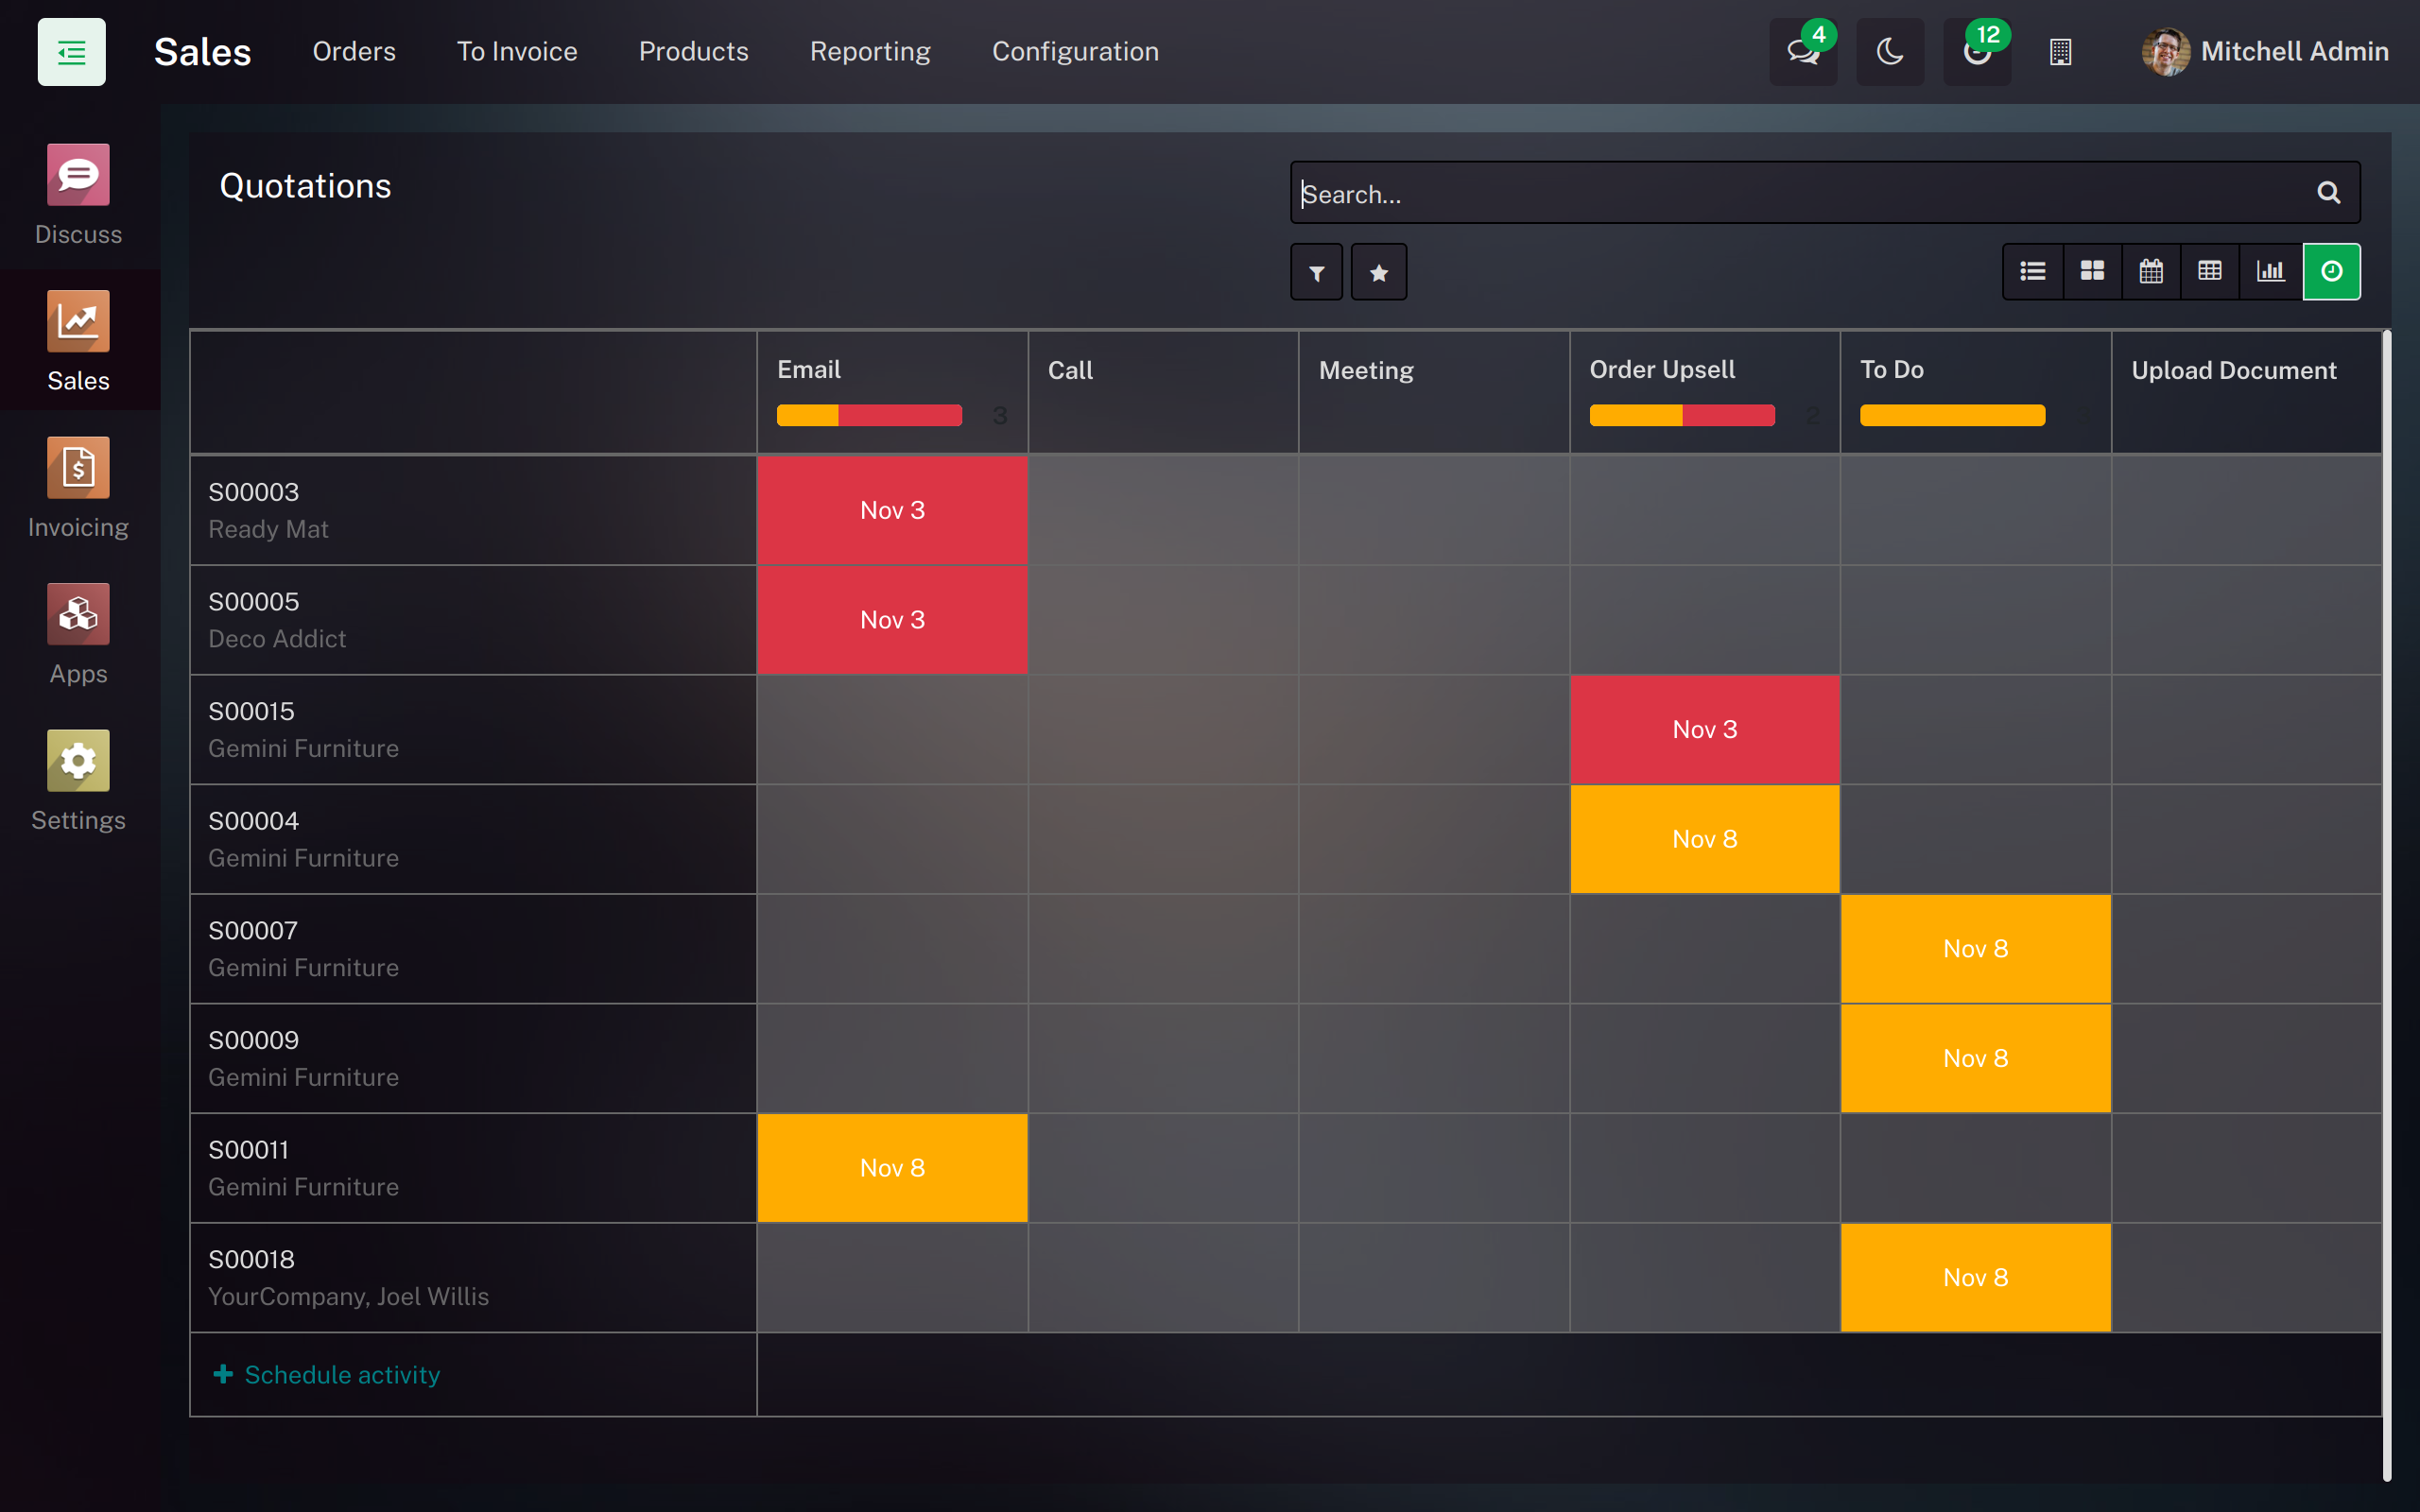 Sales
Orders
To Invoice
Products
Reporting
Configuration
4
12
Mitchell Admin
Discuss
Sales
Invoicing
Apps
Settings
Quotations
Search...
Email
Call
Meeting
Order Upsell
To Do
Upload Document
3
2
S00003
Ready Mat
Nov 3
S00005
Deco Addict
Nov 3
S00015
Gemini Furniture
Nov 3
S00004
Gemini Furniture
Nov 8
S00007
Gemini Furniture
Nov 8
S00009
Gemini Furniture
Nov 8
S00011
Gemini Furniture
Nov 8
S00018
YourCompany, Joel Willis
Nov 8
Schedule activity